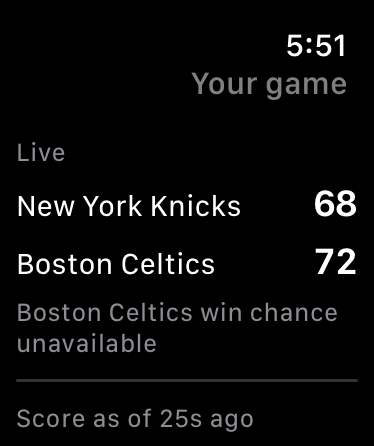 5:51
Your game
Live
New York Knicks 68
Boston Celtics 72
Boston Celtics win chance
unavailable
Score as of 25s ago